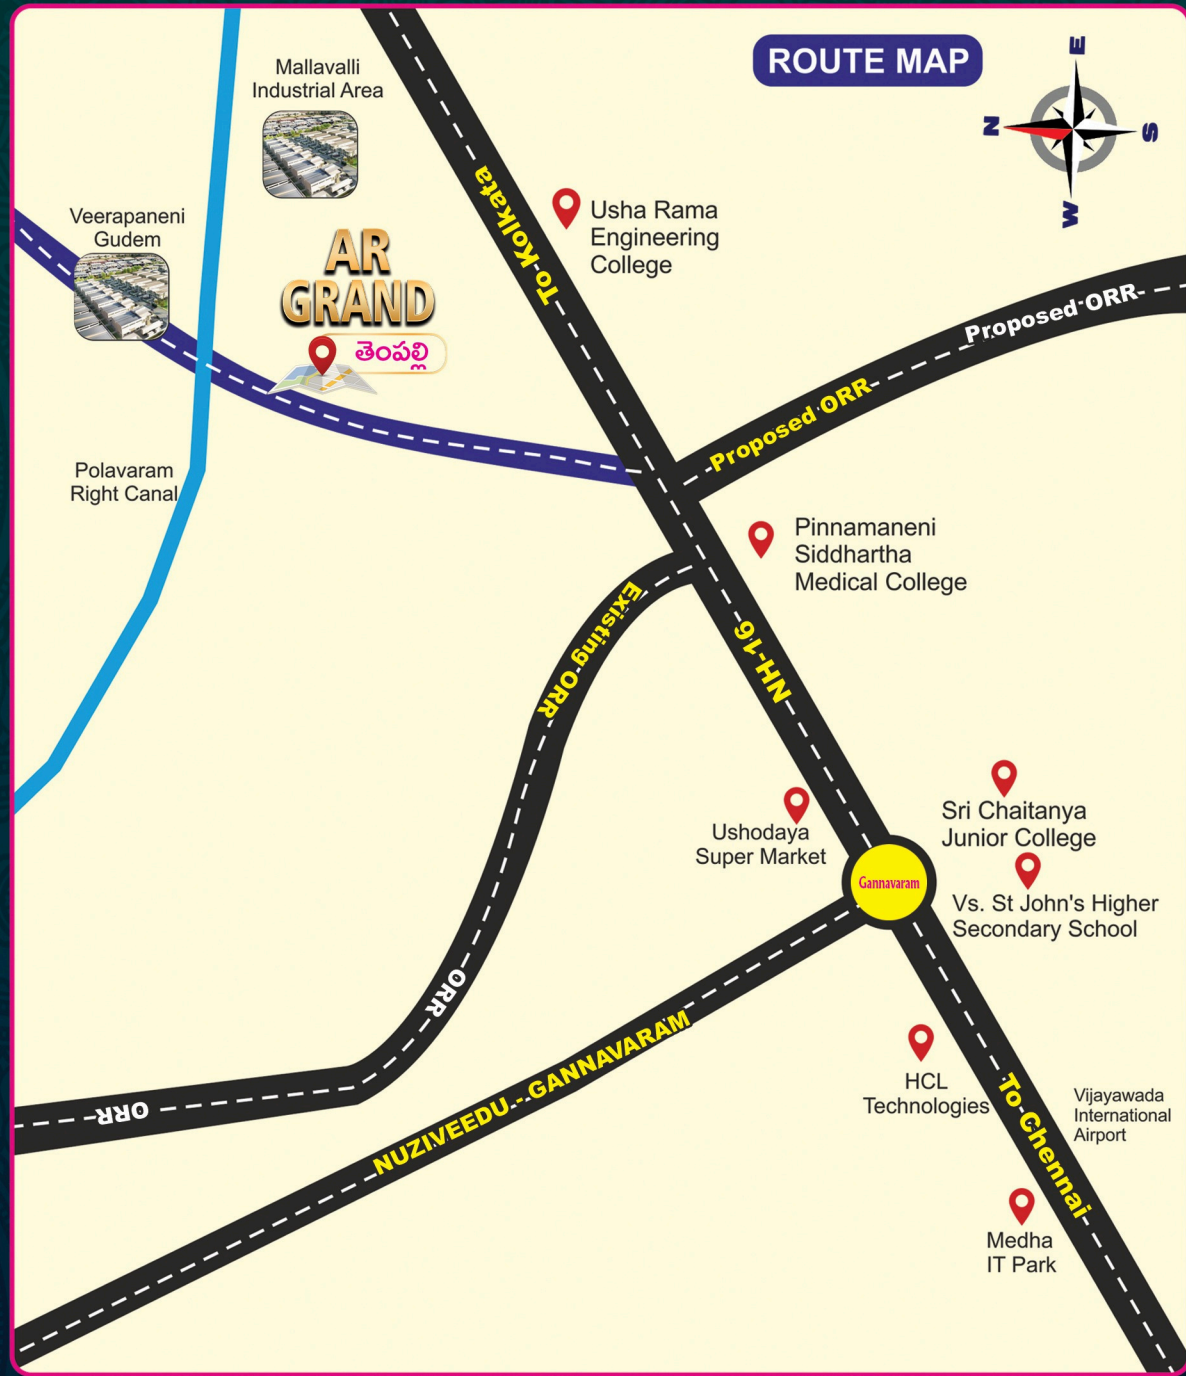 ROUTE MAP
E
N
S
W
Mallavalli
Industrial Area
Veerapaneni
Gudem
AR
GRAND
తెంపల్లి
To Kolkata
Usha Rama
Engineering
College
Proposed ORR
Proposed ORR
Polavaram
Right Canal
Pinnamaneni
Siddhartha
Medical College
Existing ORR
NH-16
Ushodaya
Super Market
Sri Chaitanya
Junior College
Gannavaram
Vs. St John's Higher
Secondary School
ORR
NUZIVEEDU - GANNAVARAM
HCL
Technologies
To Chennai
Vijayawada
International
Airport
ORR
Medha
IT Park